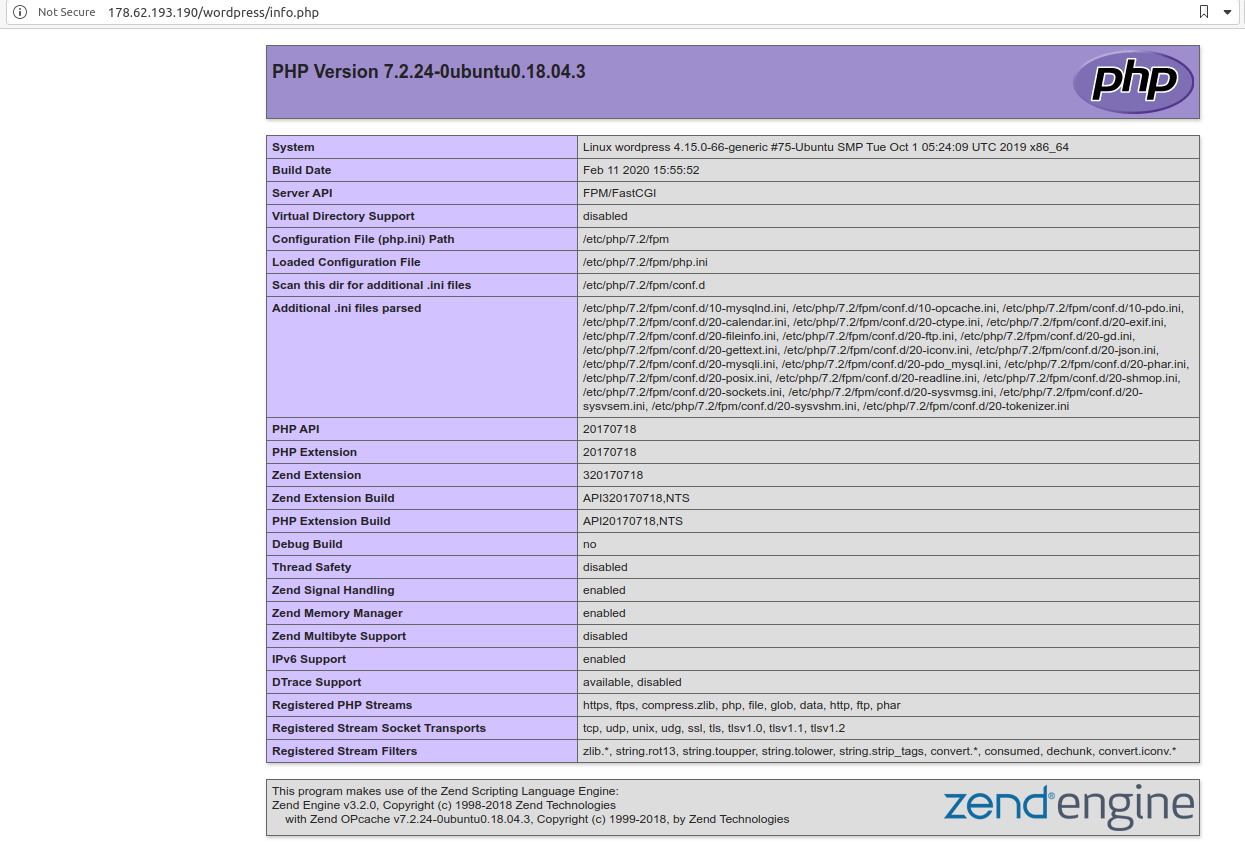 Not Secure 178.62.193.190/wordpress/info.php
PHP Version 7.2.24-0ubuntu0.18.04.3
php
System Linux wordpress 4.15.0-66-generic #75-Ubuntu SMP Tue Oct 1 05:24:09 UTC 2019 x86_64
Build Date Feb 11 2020 15:55:52
Server API FPM/FastCGI
Virtual Directory Support disabled
Configuration File (php.ini) Path /etc/php/7.2/fpm
Loaded Configuration File /etc/php/7.2/fpm/php.ini
Scan this dir for additional .ini files /etc/php/7.2/fpm/conf.d
Additional .ini files parsed /etc/php/7.2/fpm/conf.d/10-mysqlnd.ini, /etc/php/7.2/fpm/conf.d/10-opcache.ini, /etc/php/7.2/fpm/conf.d/10-pdo.ini,
/etc/php/7.2/fpm/conf.d/20-calendar.ini, /etc/php/7.2/fpm/conf.d/20-ctype.ini, /etc/php/7.2/fpm/conf.d/20-exif.ini,
/etc/php/7.2/fpm/conf.d/20-fileinfo.ini, /etc/php/7.2/fpm/conf.d/20-ftp.ini, /etc/php/7.2/fpm/conf.d/20-gd.ini,
/etc/php/7.2/fpm/conf.d/20-gettext.ini, /etc/php/7.2/fpm/conf.d/20-iconv.ini, /etc/php/7.2/fpm/conf.d/20-json.ini,
/etc/php/7.2/fpm/conf.d/20-mysqli.ini, /etc/php/7.2/fpm/conf.d/20-pdo_mysql.ini, /etc/php/7.2/fpm/conf.d/20-phar.ini,
/etc/php/7.2/fpm/conf.d/20-posix.ini, /etc/php/7.2/fpm/conf.d/20-readline.ini, /etc/php/7.2/fpm/conf.d/20-shmop.ini,
/etc/php/7.2/fpm/conf.d/20-sockets.ini, /etc/php/7.2/fpm/conf.d/20-sysvmsg.ini, /etc/php/7.2/fpm/conf.d/20-
sysvsem.ini, /etc/php/7.2/fpm/conf.d/20-sysvshm.ini, /etc/php/7.2/fpm/conf.d/20-tokenizer.ini
PHP API 20170718
PHP Extension 20170718
Zend Extension 320170718
Zend Extension Build API320170718,NTS
PHP Extension Build API20170718,NTS
Debug Build no
Thread Safety disabled
Zend Signal Handling enabled
Zend Memory Manager enabled
Zend Multibyte Support disabled
IPv6 Support enabled
DTrace Support available, disabled
Registered PHP Streams https, ftps, compress.zlib, php, file, glob, data, http, ftp, phar
Registered Stream Socket Transports tcp, udp, unix, udg, ssl, tls, tlsv1.0, tlsv1.1, tlsv1.2
Registered Stream Filters zlib.*, string.rot13, string.toupper, string.tolower, string.strip_tags, convert.*, consumed, dechunk, convert.iconv.*
This program makes use of the Zend Scripting Language Engine:
Zend Engine v3.2.0, Copyright (c) 1998-2018 Zend Technologies
with Zend OPcache v7.2.24-0ubuntu0.18.04.3, Copyright (c) 1999-2018, by Zend Technologies
zend® engine